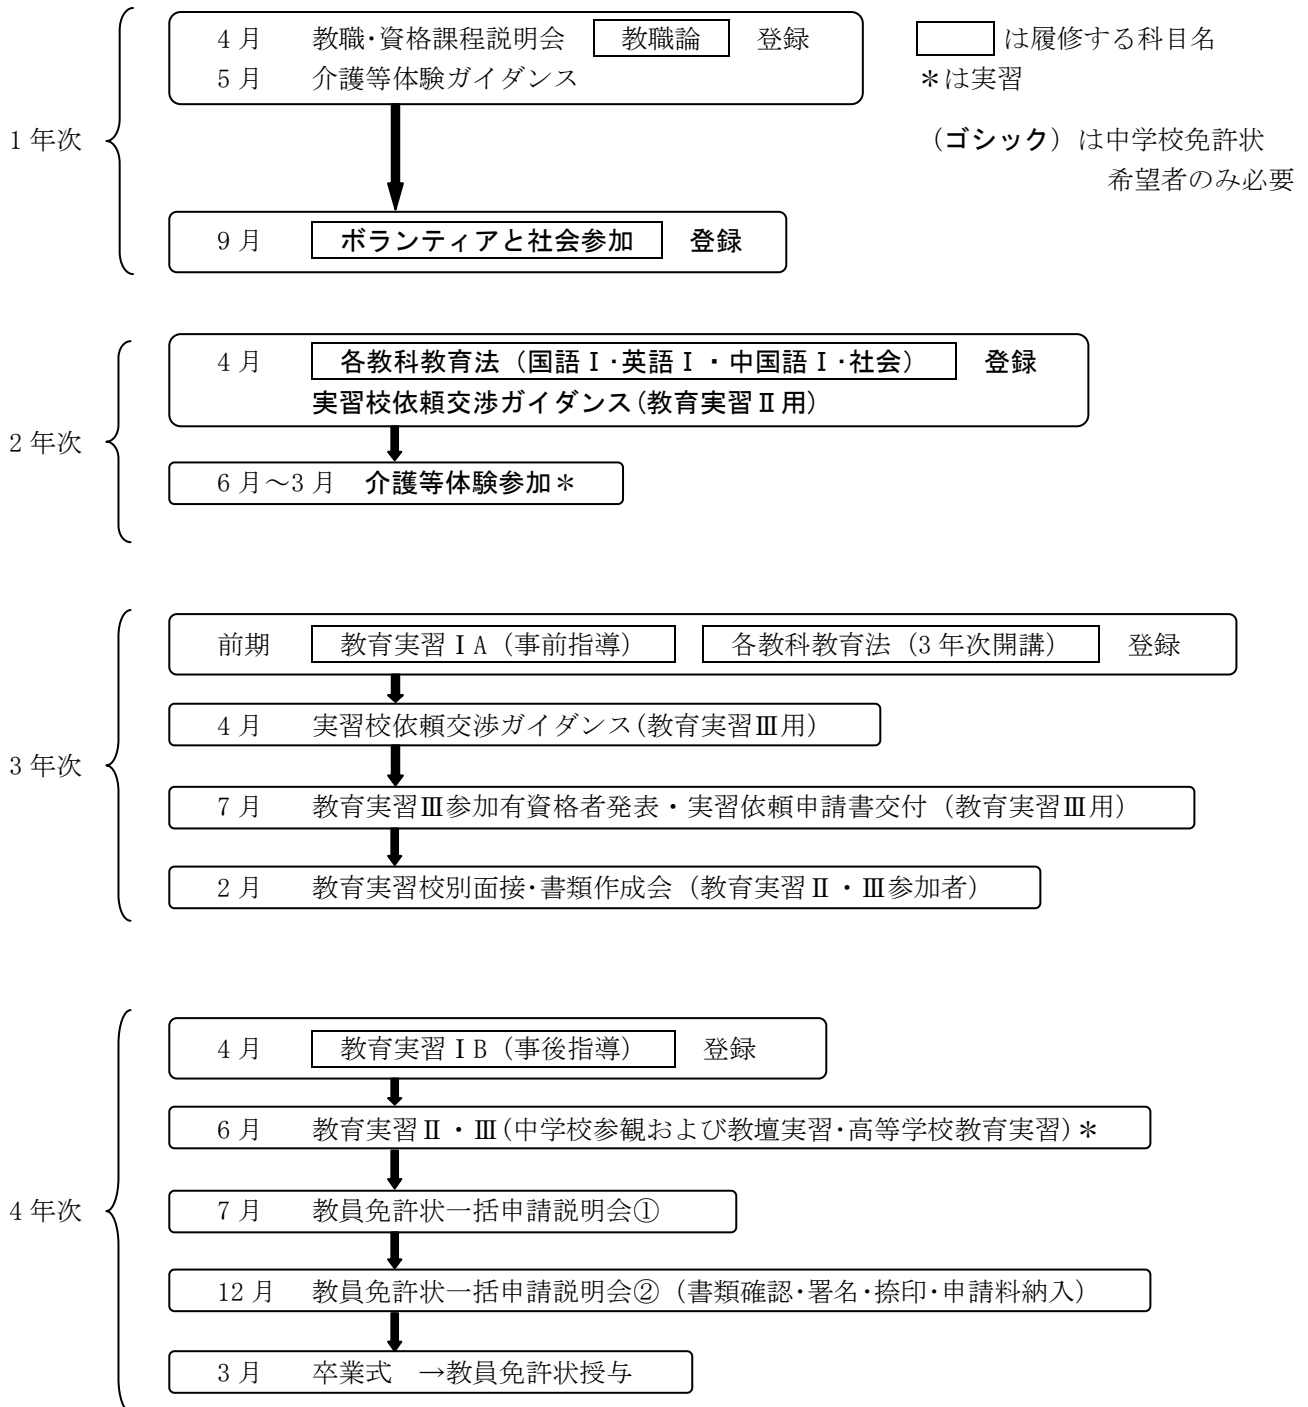 4月 教職・資格課程説明会 教職論 登録
5月 介護等体験ガイダンス
は履修する科目名
＊は実習
（ゴシック）は中学校免許状
希望者のみ必要
1年次
9月 ボランティアと社会参加 登録
4月 各教科教育法（国語Ⅰ・英語Ⅰ・中国語Ⅰ・社会） 登録
実習校依頼交渉ガイダンス(教育実習Ⅱ用)
2年次
6月～3月 介護等体験参加＊
前期 教育実習ⅠA（事前指導） 各教科教育法（3年次開講） 登録
4月 実習校依頼交渉ガイダンス(教育実習Ⅲ用)
3年次
7月 教育実習Ⅲ参加有資格者発表・実習依頼申請書交付（教育実習Ⅲ用）
2月 教育実習校別面接・書類作成会（教育実習Ⅱ・Ⅲ参加者）
4月 教育実習ⅠB（事後指導） 登録
6月 教育実習Ⅱ・Ⅲ(中学校参観および教壇実習・高等学校教育実習)＊
4年次
7月 教員免許状一括申請説明会①
12月 教員免許状一括申請説明会②（書類確認・署名・捺印・申請料納入）
3月 卒業式 →教員免許状授与